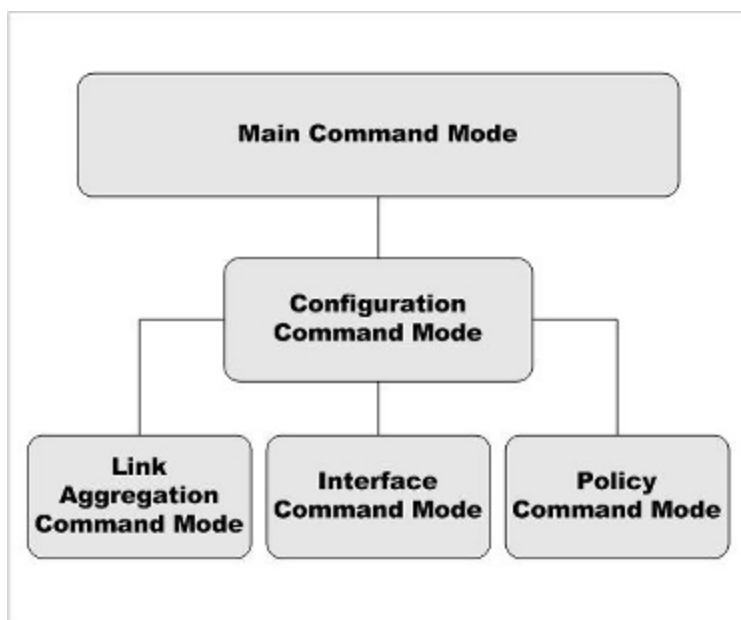 Main Command Mode
Configuration
Command Mode
Link
Aggregation
Command Mode
Interface
Command Mode
Policy
Command Mode